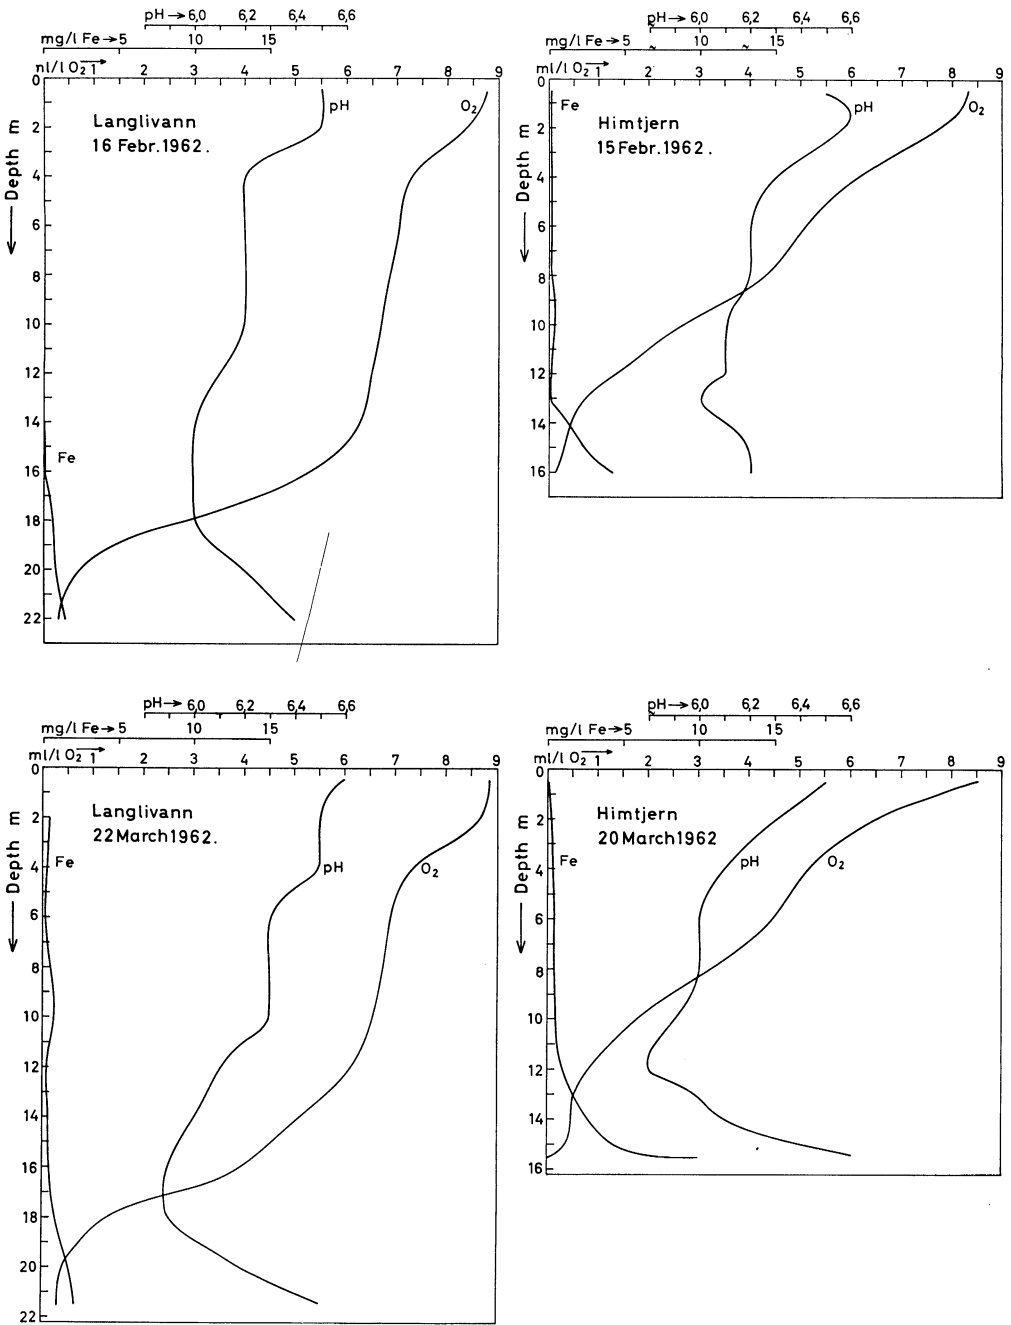 pH→ 6,0 6,2 6,4 6,6
mg/l Fe→5 10 15
ml/l O₂ 1 2 3 4 5 6 7 8 9
0
2
4
6
8
10
12
14
16
18
20
22
Depth m
Langlivann
16 Febr. 1962.
pH
O₂
Fe
pH→ 6,0 6,2 6,4 6,6
mg/l Fe→ 5 10 15
ml/l O₂ 1 2 3 4 5 6 7 8 9
0
2
4
6
8
10
12
14
16
Depth m
Fe
Himtjern
15 Febr. 1962.
pH
O₂
pH→ 6,0 6,2 6,4 6,6
mg/l Fe→5 10 15
ml/l O₂ 1 2 3 4 5 6 7 8 9
0
2
4
6
8
10
12
14
16
18
20
22
Depth m
Langlivann
22 March 1962.
Fe
pH
O₂
pH→ 6,0 6,2 6,4 6,6
mg/l Fe→5 10 15
ml/l O₂ 1 2 3 4 5 6 7 8 9
0
2
4
6
8
10
12
14
16
Depth m
Himtjern
20 March 1962
Fe
pH
O₂